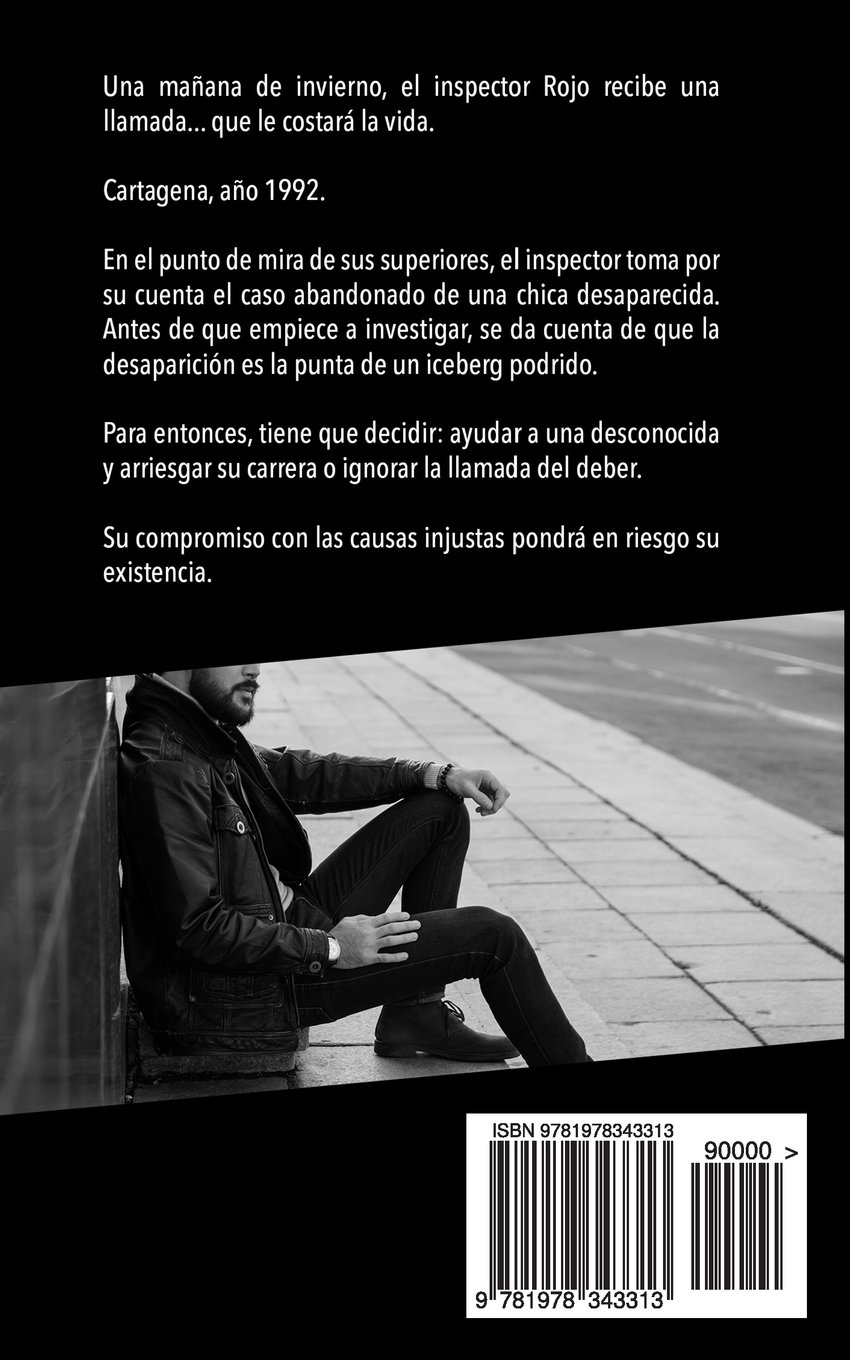 Una mañana de invierno, el inspector Rojo recibe una
llamada... que le costará la vida.
Cartagena, año 1992.
En el punto de mira de sus superiores, el inspector toma por
su cuenta el caso abandonado de una chica desaparecida.
Antes de que empiece a investigar, se da cuenta de que la
desaparición es la punta de un iceberg podrido.
Para entonces, tiene que decidir: ayudar a una desconocida
y arriesgar su carrera o ignorar la llamada del deber.
Su compromiso con las causas injustas pondrá en riesgo su
existencia.
ISBN 9781978343313
90000 >
9 781978 343313